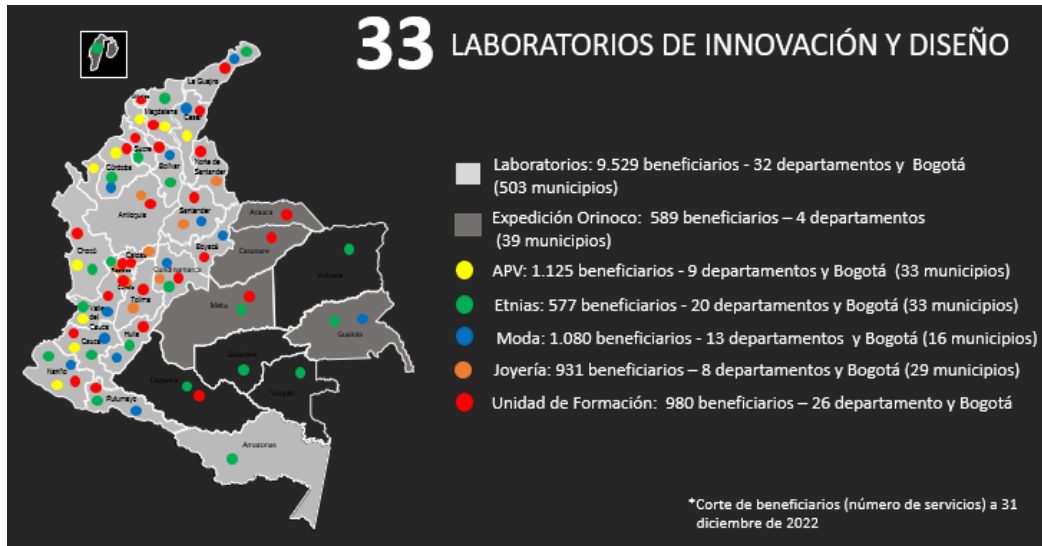 33 LABORATORIOS DE INNOVACIÓN Y DISEÑO
La Guajira
Magdalena
Cesar
Sucre
Norte de
Santander
Córdoba
Bolívar
Antioquia
Santander
Arauca
Boyacá
Casanare
Chocó
Caldas
Cundinamarca
Vichada
Tolima
Meta
Valle
del
Cauca
Guainía
Cauca
Huila
Nariño
Guaviare
Caquetá
Vaupés
Putumayo
Amazonas
Laboratorios: 9.529 beneficiarios - 32 departamentos y Bogotá
(503 municipios)
Expedición Orinoco: 589 beneficiarios – 4 departamentos
(39 municipios)
APV: 1.125 beneficiarios - 9 departamentos y Bogotá (33 municipios)
Etnias: 577 beneficiarios - 20 departamentos y Bogotá (33 municipios)
Moda: 1.080 beneficiarios - 13 departamentos y Bogotá (16 municipios)
Joyería: 931 beneficiarios – 8 departamentos y Bogotá (29 municipios)
Unidad de Formación: 980 beneficiarios – 26 departamento y Bogotá
*Corte de beneficiarios (número de servicios) a 31
diciembre de 2022